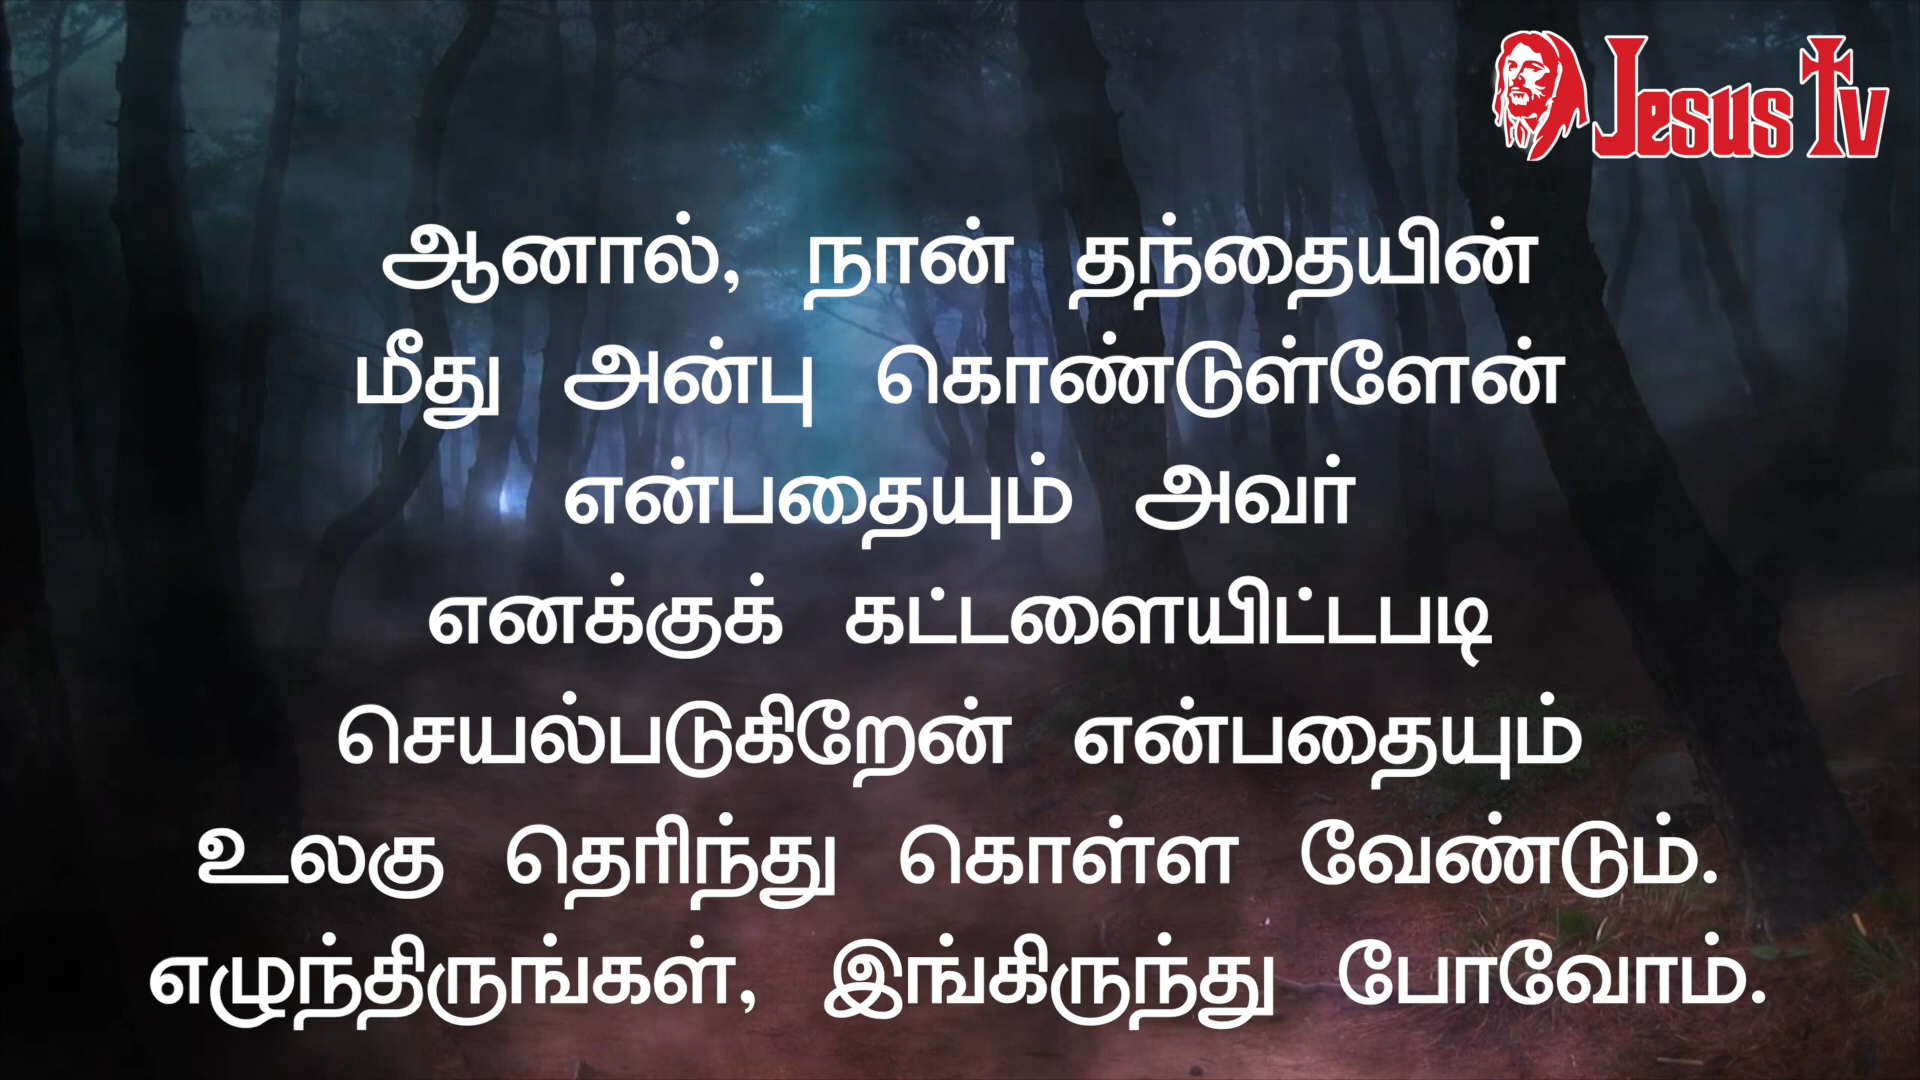 Jesus Tv
ஆனால், நான் தந்தையின்
மீது அன்பு கொண்டுள்ளேன்
என்பதையும் அவர்
எனக்குக் கட்டளையிட்டபடி
செயல்படுகிறேன் என்பதையும்
உலகு தெரிந்து கொள்ள வேண்டும்.
எழுந்திருங்கள், இங்கிருந்து போவோம்.